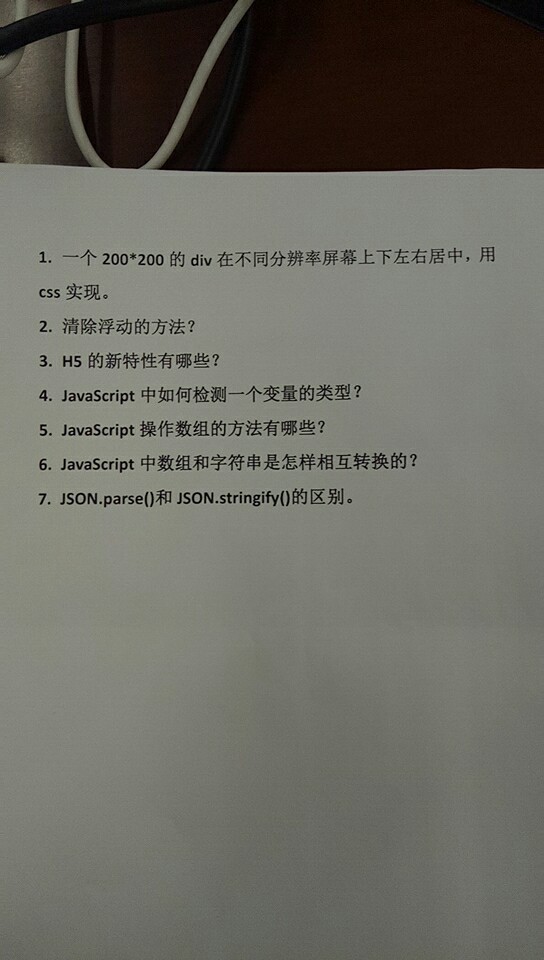 1. 一个 200*200 的 div 在不同分辨率屏幕上下左右居中，用
css 实现。
2. 清除浮动的方法？
3. H5 的新特性有哪些？
4. JavaScript 中如何检测一个变量的类型？
5. JavaScript 操作数组的方法有哪些？
6. JavaScript 中数组和字符串是怎样相互转换的？
7. JSON.parse()和 JSON.stringify()的区别。